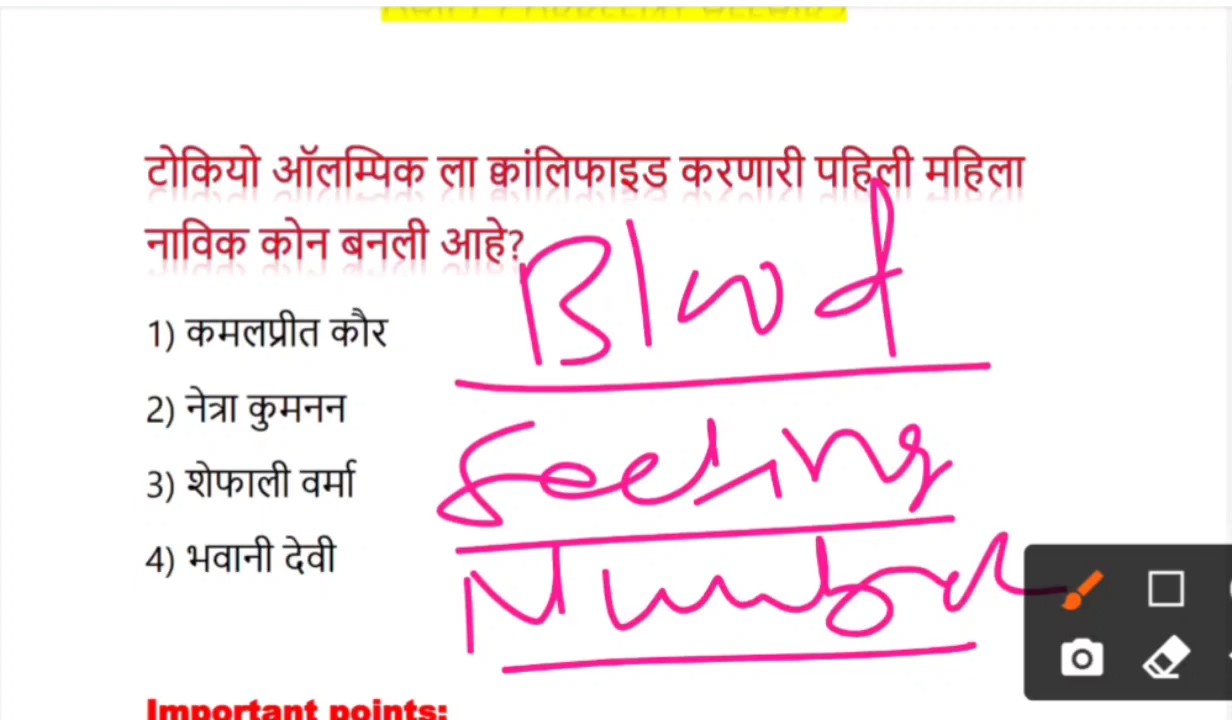 टोकियो ऑलम्पिक ला क्वांलिफाइड करणारी पहिली महिला
नाविक कोन बनली आहे?
Blood
1) कमलप्रीत कौर
2) नेत्रा कुमनन
Feeling
3) शेफाली वर्मा
4) भवानी देवी
Number
Important points: